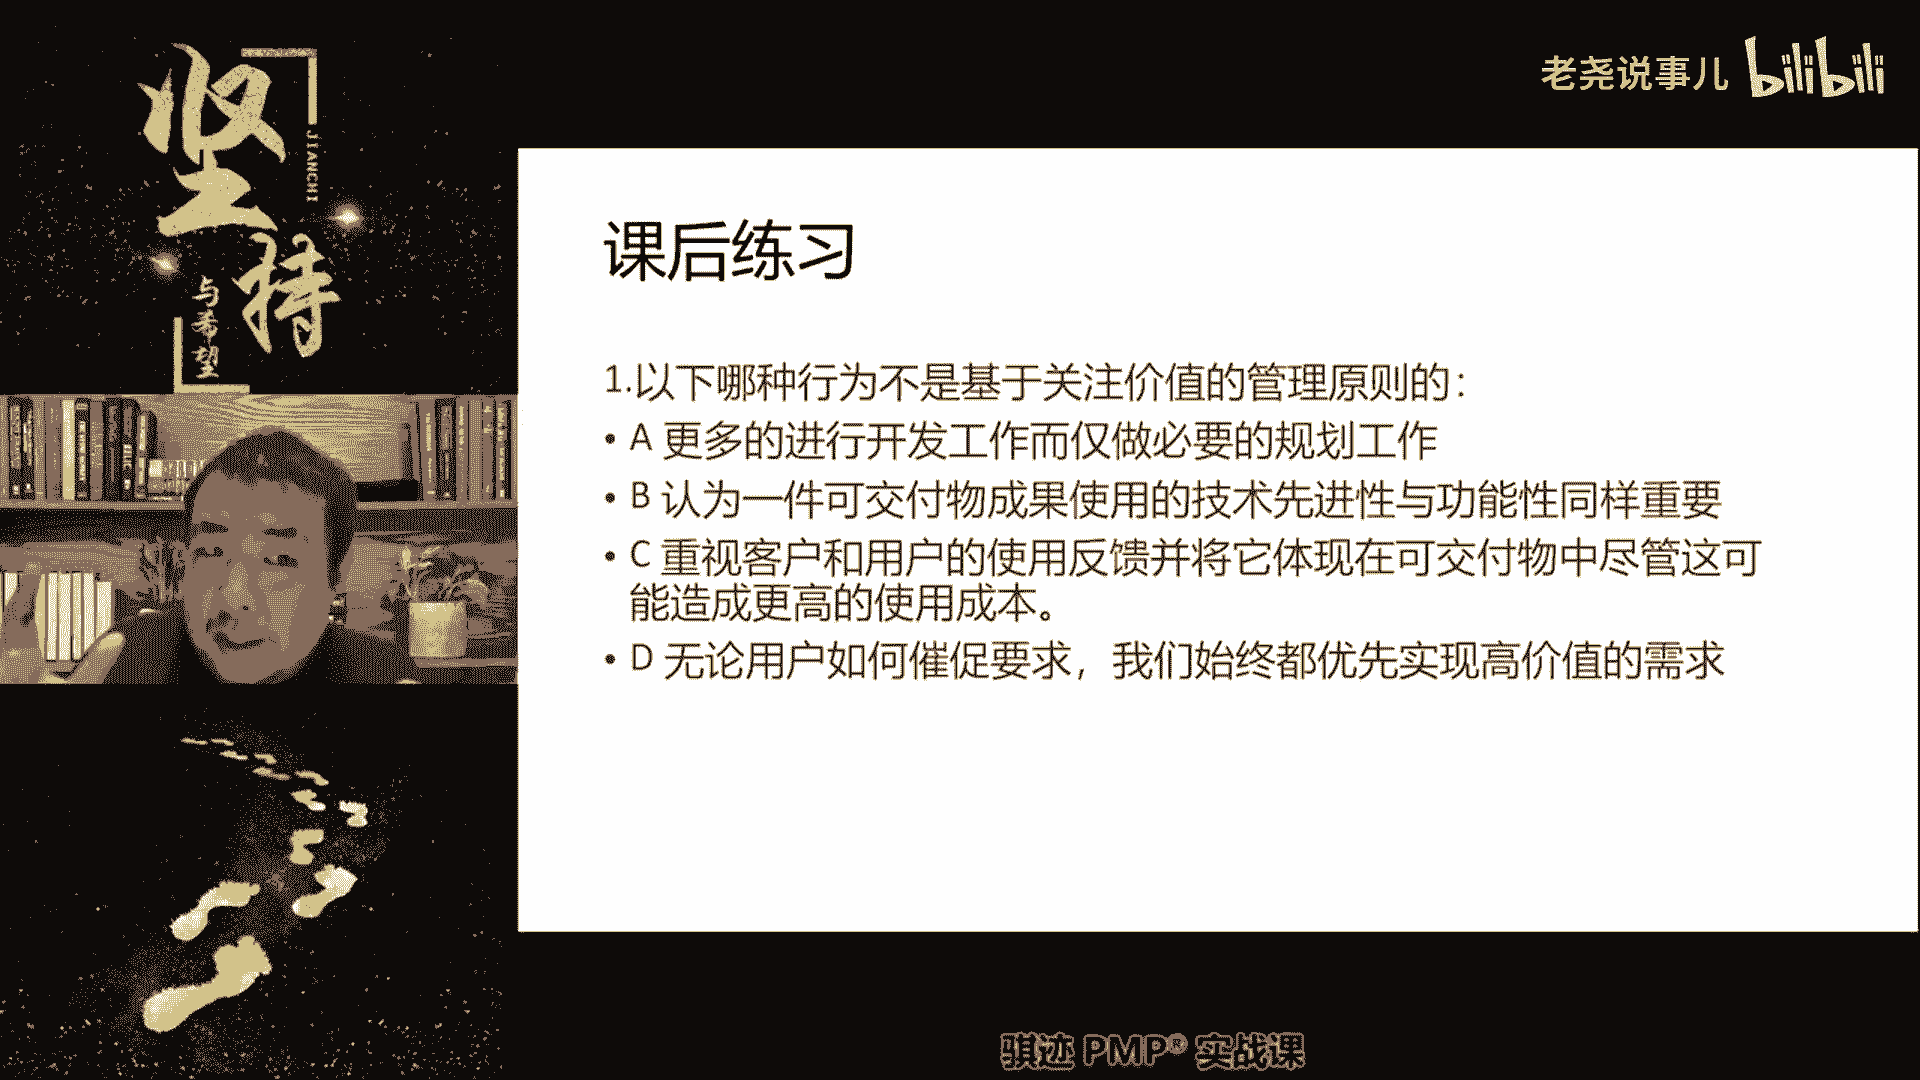 坚持
JIANCHI
与希望
老尧说事儿 bilibili
课后练习
1.以下哪种行为不是基于关注价值的管理原则的：
• A 更多的进行开发工作而仅做必要的规划工作
• B 认为一件可交付物成果使用的技术先进性与功能性同样重要
• C 重视客户和用户的使用反馈并将它体现在可交付物中尽管这可
能造成更高的使用成本。
• D 无论用户如何催促要求，我们始终都优先实现高价值的需求
骐迹 PMP® 实战课